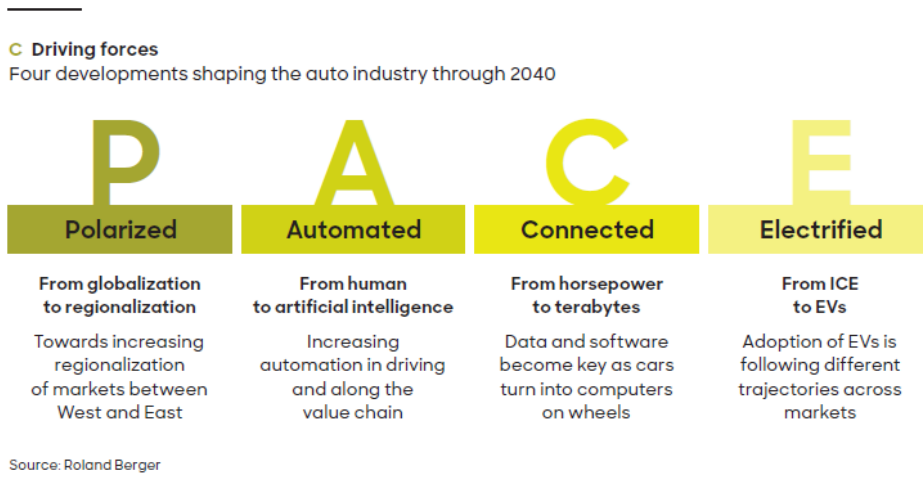 C Driving forces
Four developments shaping the auto industry through 2040
P
Polarized
From globalization
to regionalization
Towards increasing
regionalization
of markets between
West and East
A
Automated
From human
to artificial intelligence
Increasing
automation in driving
and along the
value chain
C
Connected
From horsepower
to terabytes
Data and software
become key as cars
turn into computers
on wheels
E
Electrified
From ICE
to EVs
Adoption of EVs is
following different
trajectories across
markets
Source: Roland Berger